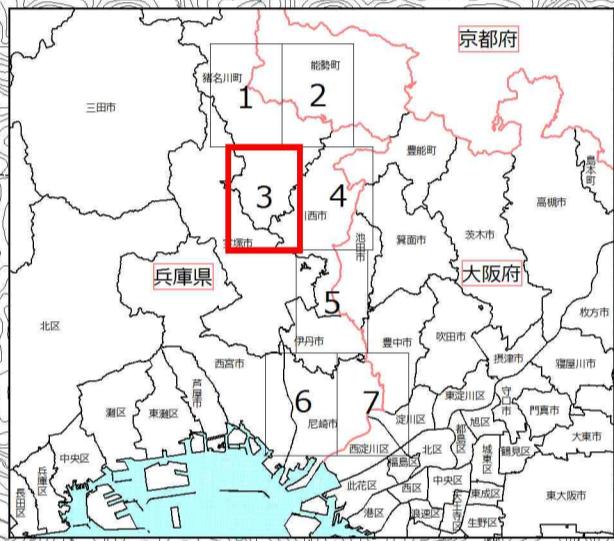 京都府
能勢町
猪名川町
1
2
三田市
豊能町
島本町
3
4
高槻市
川西市
茨木市
池田市
箕面市
宝塚市
兵庫県
大阪府
5
枚方市
北区
伊丹市
豊中市
吹田市
摂津市
寝屋川市
西宮市
芦屋市
6
7
東淀川区
守口市
門真市
灘区
東灘区
尼崎市
淀川区
旭区
都島区
大東市
西淀川区
北区
城東区
鶴見区
中央区
福島区
兵庫区
此花区
西区
中央区
東成区
東大阪市
長田区
港区
浪速区
天王寺区
生野区